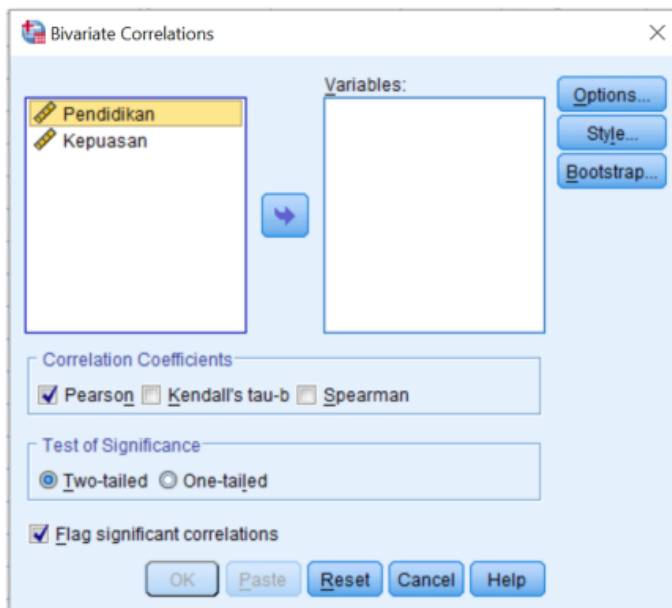 Bivariate Correlations
Variables:
Pendidikan
Kepuasan
Options...
Style...
Bootstrap...
Correlation Coefficients
Pearson Kendall's tau-b Spearman
Test of Significance
Two-tailed One-tailed
Flag significant correlations
OK Paste Reset Cancel Help